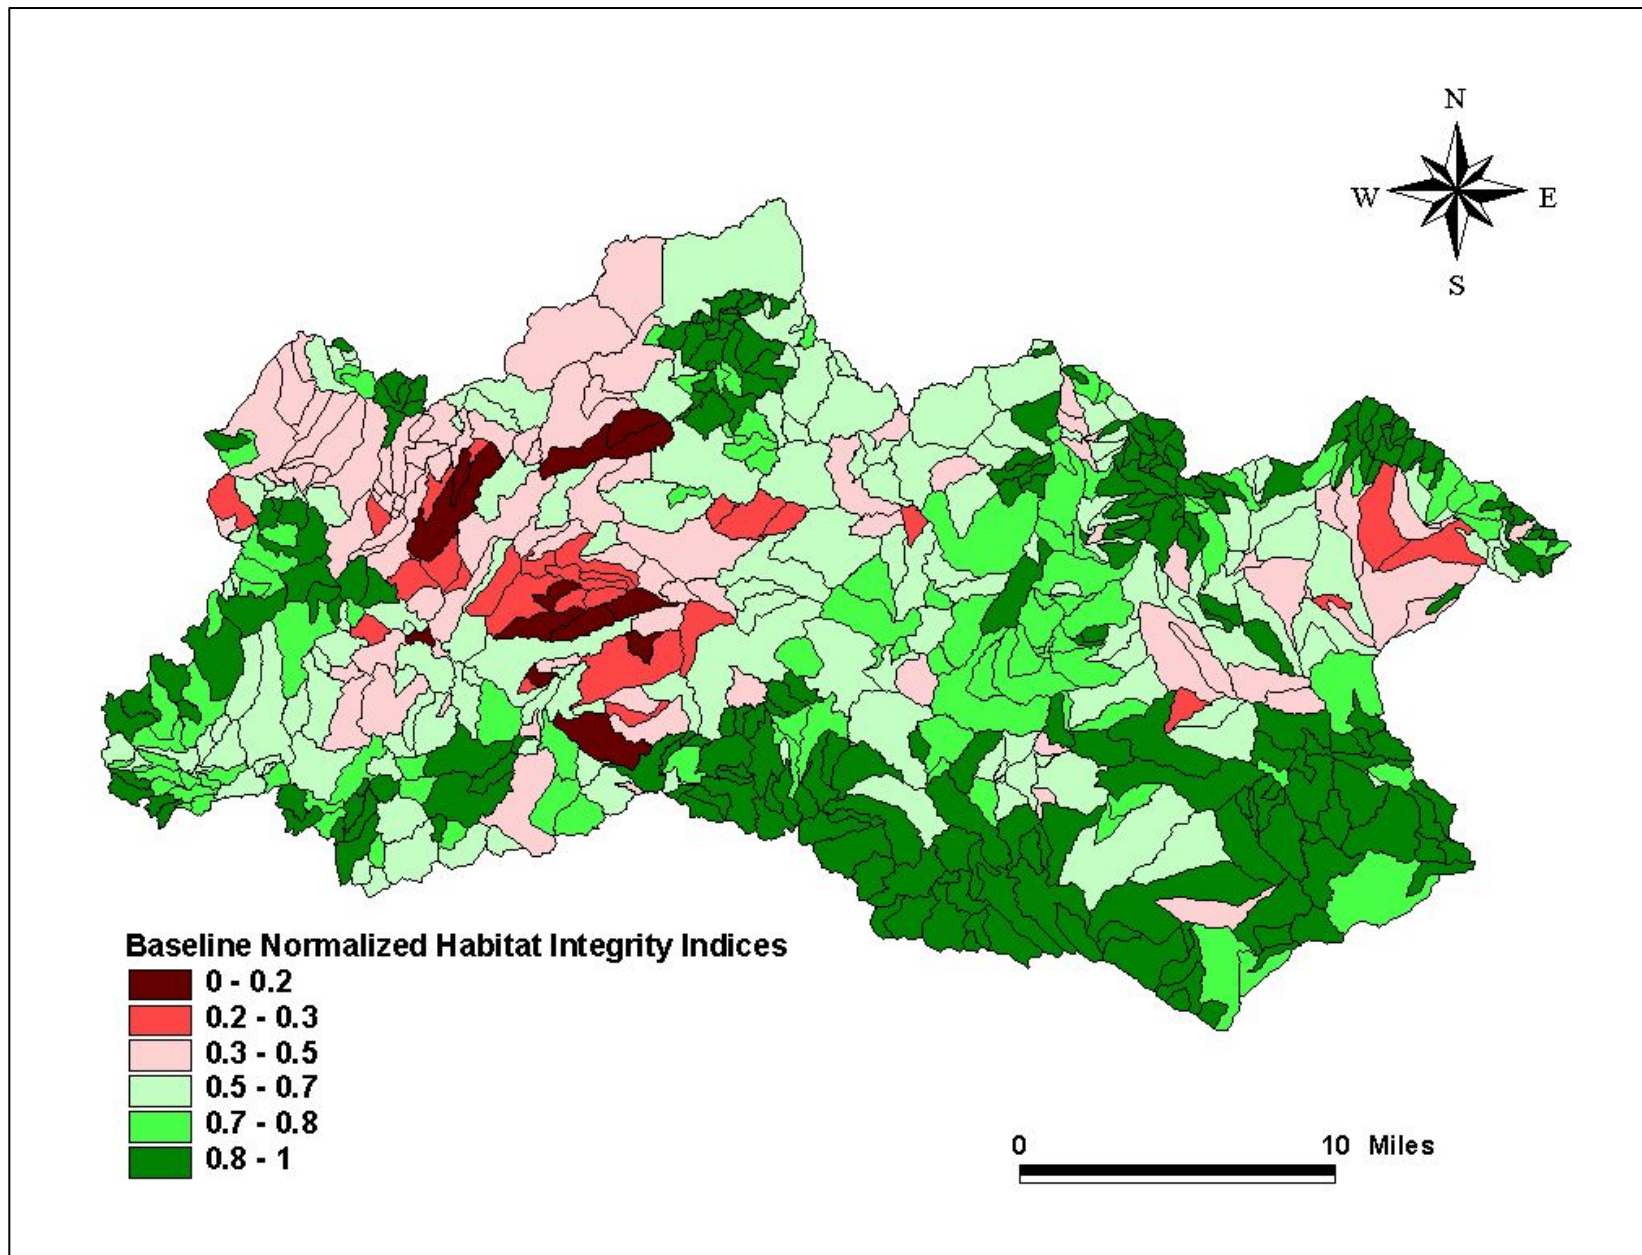 N
W E
S
Baseline Normalized Habitat Integrity Indices
0 - 0.2
0.2 - 0.3
0.3 - 0.5
0.5 - 0.7
0.7 - 0.8
0.8 - 1
0 10 Miles